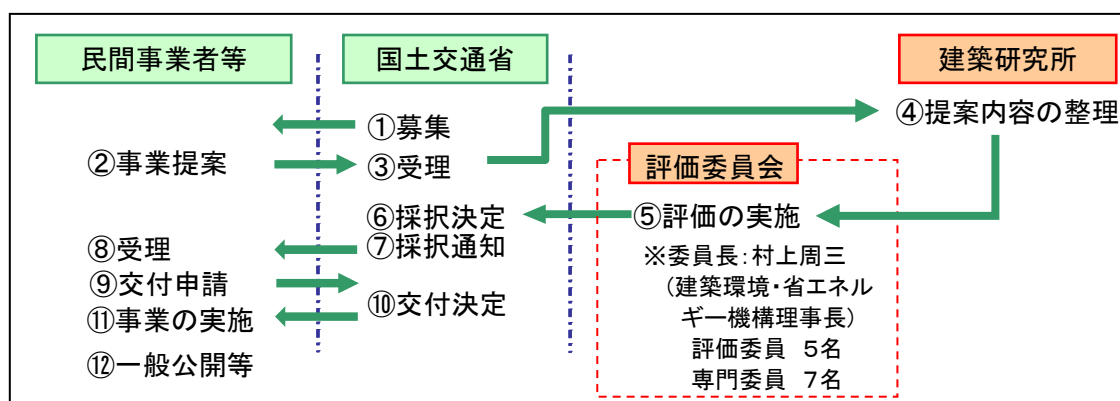 民間事業者等
国土交通省
建築研究所
①募集
④提案内容の整理
②事業提案
③受理
評価委員会
⑥採択決定
⑤評価の実施
⑧受理
⑦採択通知
※委員長：村上周三
（建築環境・省エネル
ギー機構理事長）
評価委員　５名
専門委員　７名
⑨交付申請
⑩交付決定
⑪事業の実施
⑫一般公開等